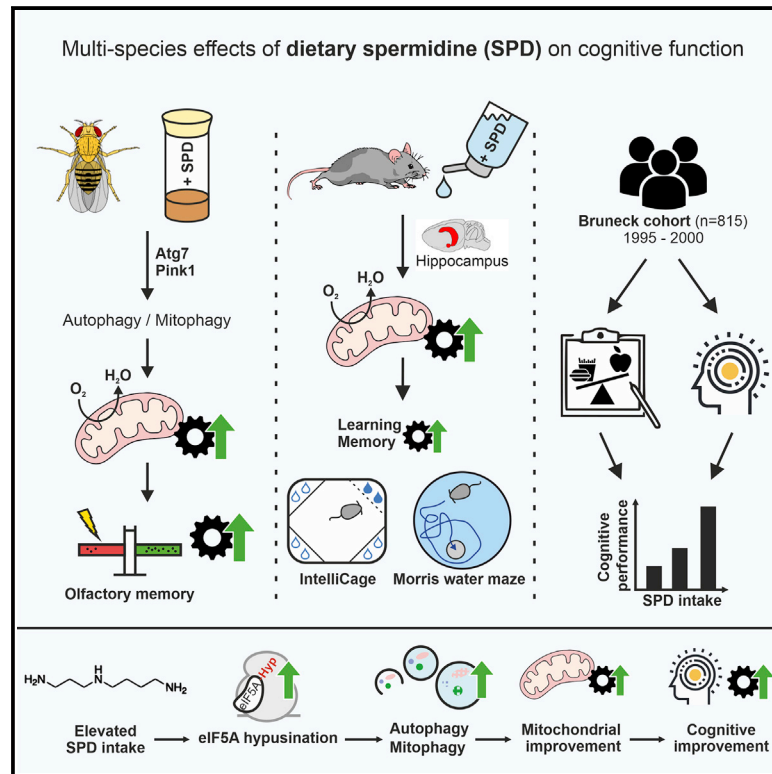 Multi-species effects of dietary spermidine (SPD) on cognitive function
+ SPD
Atg7
Pink1
Autophagy / Mitophagy
O₂
H₂O
Olfactory memory
+ SPD
Hippocampus
O₂
H₂O
Learning
Memory
IntelliCage
Morris water maze
Bruneck cohort (n=815)
1995 - 2000
Cognitive
performance
SPD intake
H₂N
H
N
NH₂
Elevated
SPD intake
eIF5A
Hyp
eIF5A hypusination
Autophagy
Mitophagy
Mitochondrial
improvement
Cognitive
improvement